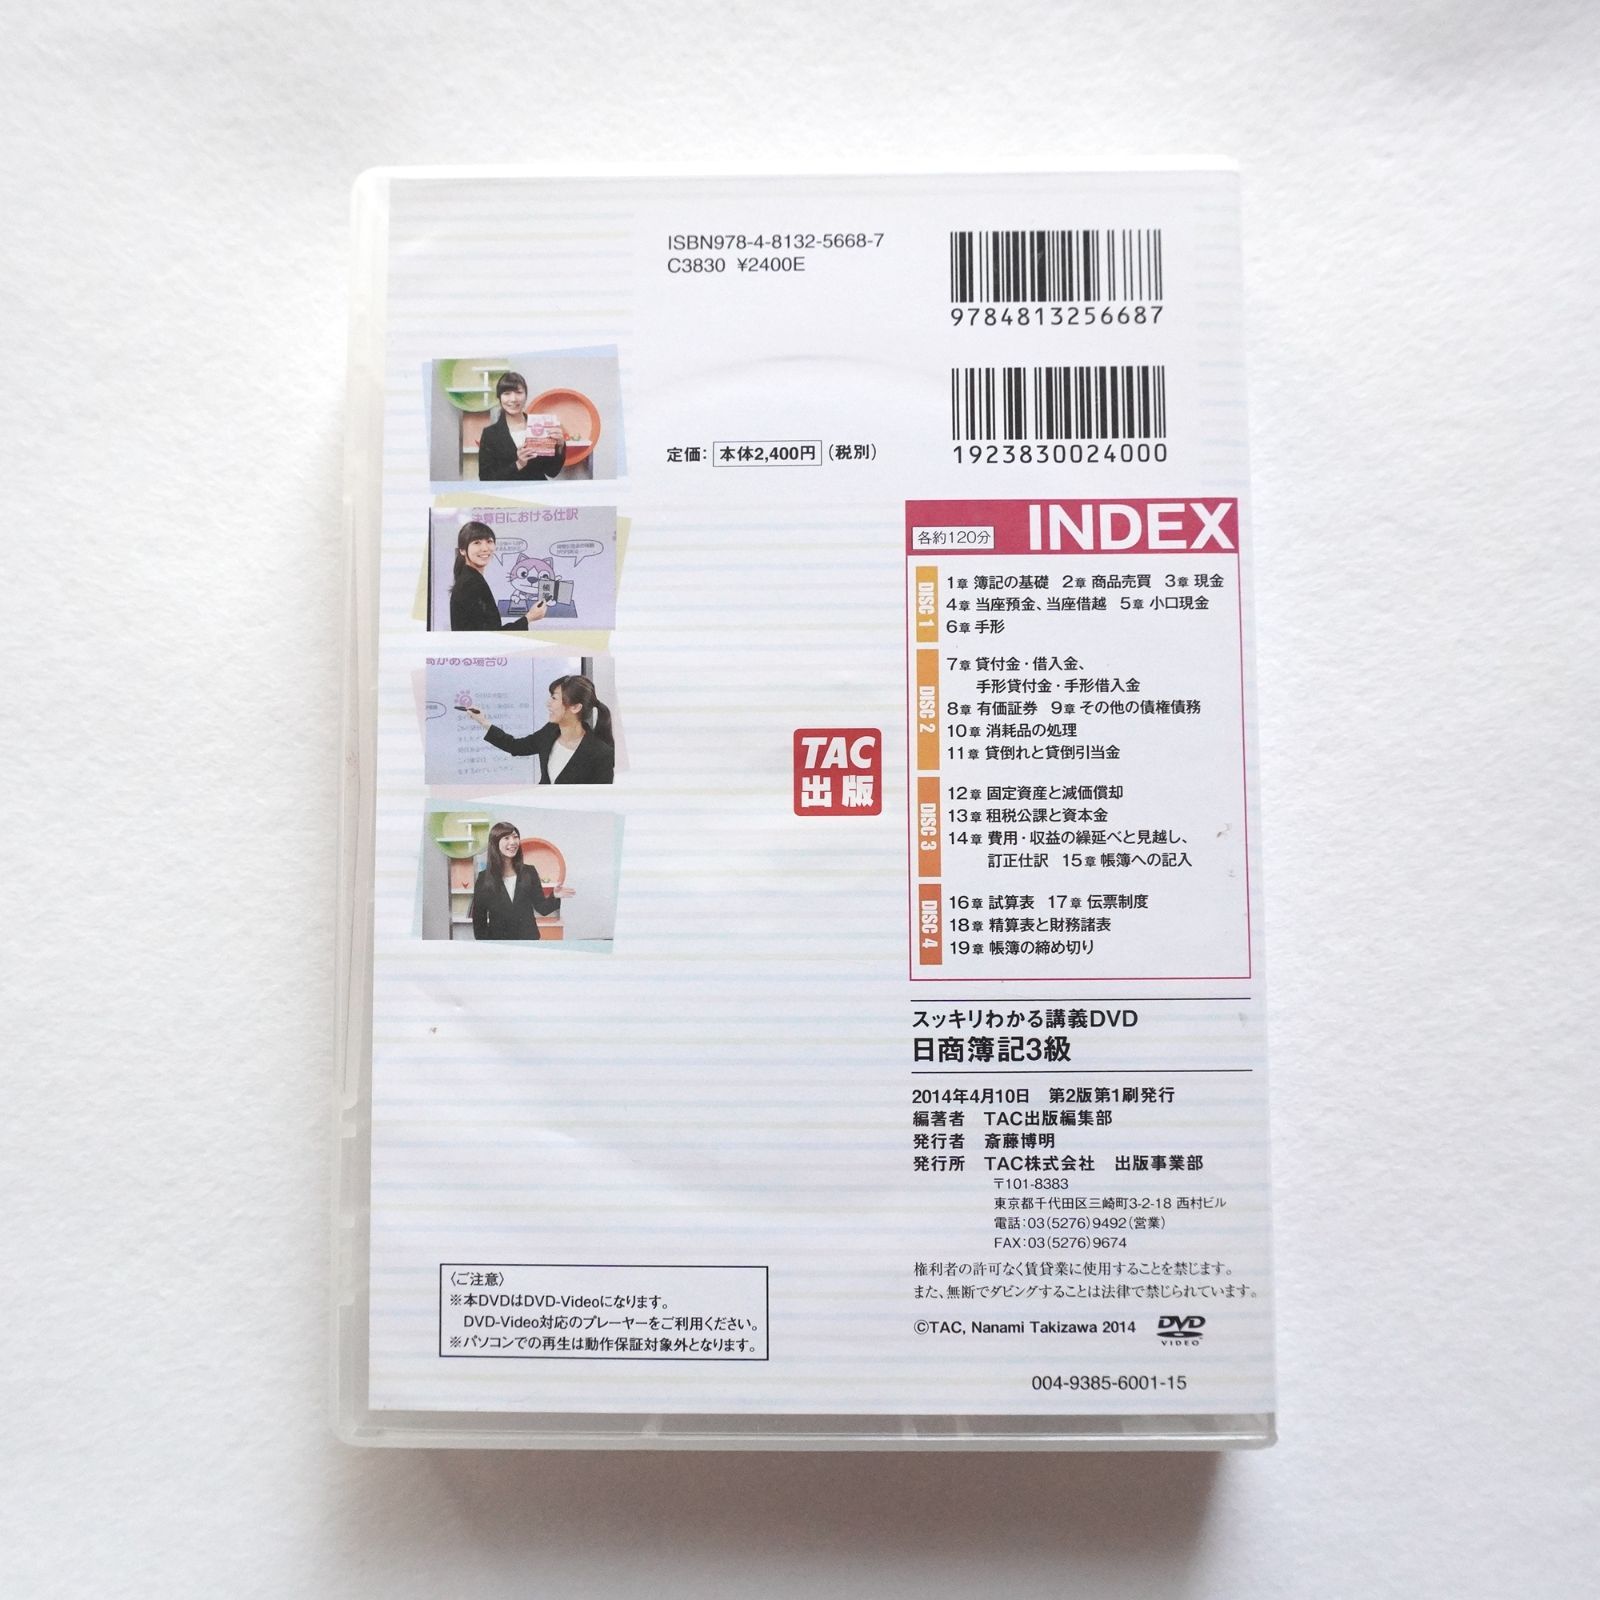 ISBN978-4-8132-5668-7
C3830 ¥2400E
9784813256687
定価: 本体2,400円 (税別)
1923830024000
決算日における仕訳
帳簿
高がある場合の
TAC
出版
各約120分 INDEX
DISC 1
1章 簿記の基礎 2章 商品売買 3章 現金
4章 当座預金、当座借越 5章 小口現金
6章 手形
DISC 2
7章 貸付金・借入金、
手形貸付金・手形借入金
8章 有価証券 9章 その他の債権債務
10章 消耗品の処理
11章 貸倒れと貸倒引当金
DISC 3
12章 固定資産と減価償却
13章 租税公課と資本金
14章 費用・収益の繰延べと見越し、
訂正仕訳 15章 帳簿への記入
DISC 4
16章 試算表 17章 伝票制度
18章 精算表と財務諸表
19章 帳簿の締め切り
スッキリわかる講義DVD
日商簿記3級
2014年4月10日 第2版第1刷発行
編著者 TAC出版編集部
発行者 斎藤博明
発行所 TAC株式会社 出版事業部
〒101-8383
東京都千代田区三崎町3-2-18 西村ビル
電話:03(5276)9492(営業)
FAX:03(5276)9674
権利者の許可なく賃貸業に使用することを禁じます。
また、無断でダビングすることは法律で禁じられています。
©TAC, Nanami Takizawa 2014 DVD
VIDEO
004-9385-6001-15
〈ご注意〉
※本DVDはDVD-Videoになります。
DVD-Video対応のプレーヤーをご利用ください。
※パソコンでの再生は動作保証対象外となります。